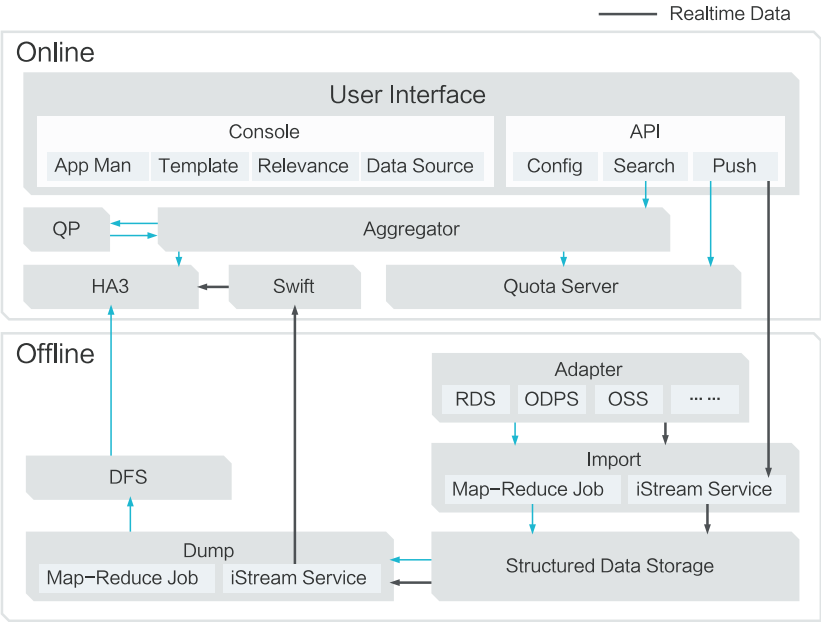 Realtime Data
Online
User Interface
Console
API
App Man
Template
Relevance
Data Source
Config
Search
Push
QP
Aggregator
HA3
Swift
Quota Server
Offline
Adapter
RDS
ODPS
OSS
... ...
Import
DFS
Map-Reduce Job
iStream Service
Dump
Structured Data Storage
Map-Reduce Job
iStream Service